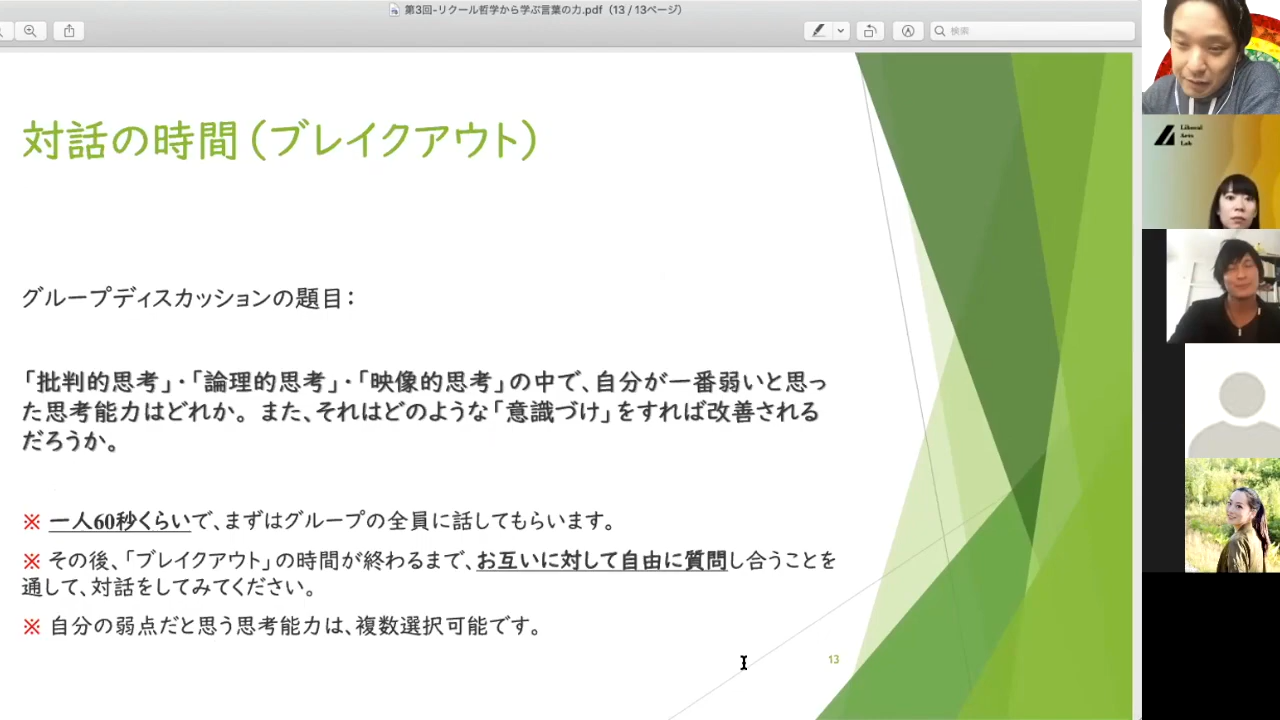 第3回-リクール哲学から学ぶ言葉の力.pdf（13 / 13ページ）
検索
対話の時間（ブレイクアウト）
グループディスカッションの題目：
「批判的思考」・「論理的思考」・「映像的思考」の中で、自分が一番弱いと思っ
た思考能力はどれか。また、それはどのような「意識づけ」をすれば改善される
だろうか。
※ 一人60秒くらいで、まずはグループの全員に話してもらいます。
※ その後、「ブレイクアウト」の時間が終わるまで、お互いに対して自由に質問し合うことを
通して、対話をしてみてください。
※ 自分の弱点だと思う思考能力は、複数選択可能です。
13
Liberal
Arts
Lab